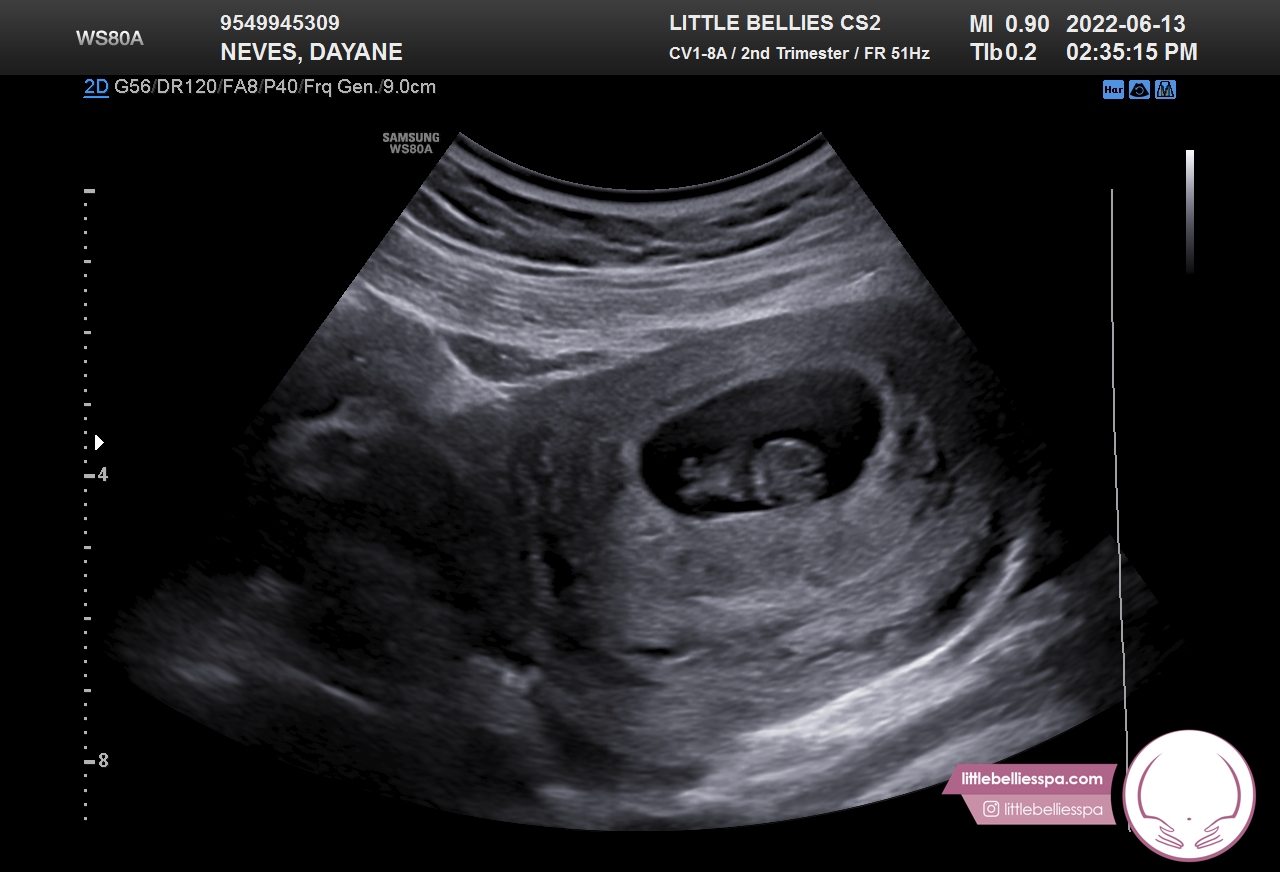 WS80A
9549945309
NEVES, DAYANE
LITTLE BELLIES CS2
CV1-8A / 2nd Trimester / FR 51Hz
MI 0.90
TIb 0.2
2022-06-13
02:35:15 PM
2D G56/DR120/FA8/P40/Frq Gen./9.0cm
Har
SAMSUNG
WS80A
4
8
littlebelliesspa.com
littlebelliesspa